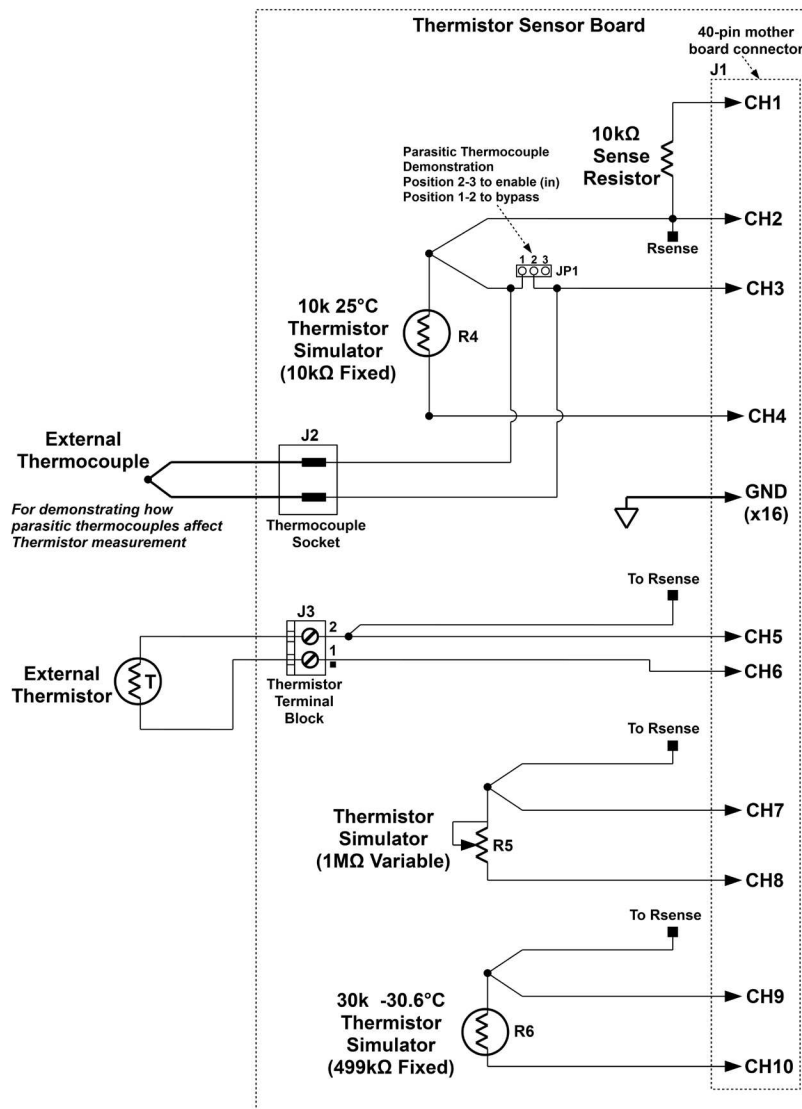 Thermistor Sensor Board
40-pin mother
board connector
J1
CH1
10kΩ
Sense
Resistor
Parasitic Thermocouple
Demonstration
Position 2-3 to enable (in)
Position 1-2 to bypass
CH2
Rsense
1 2 3
JP1
CH3
10k 25°C
Thermistor
Simulator
(10kΩ Fixed)
R4
CH4
External
Thermocouple
J2
For demonstrating how
parasitic thermocouples affect
Thermistor measurement
Thermocouple
Socket
GND
(x16)
To Rsense
J3
2
CH5
1
CH6
External
Thermistor
T
Thermistor
Terminal
Block
To Rsense
CH7
Thermistor
Simulator
(1MΩ Variable)
R5
CH8
To Rsense
CH9
30k -30.6°C
Thermistor
Simulator
(499kΩ Fixed)
R6
CH10